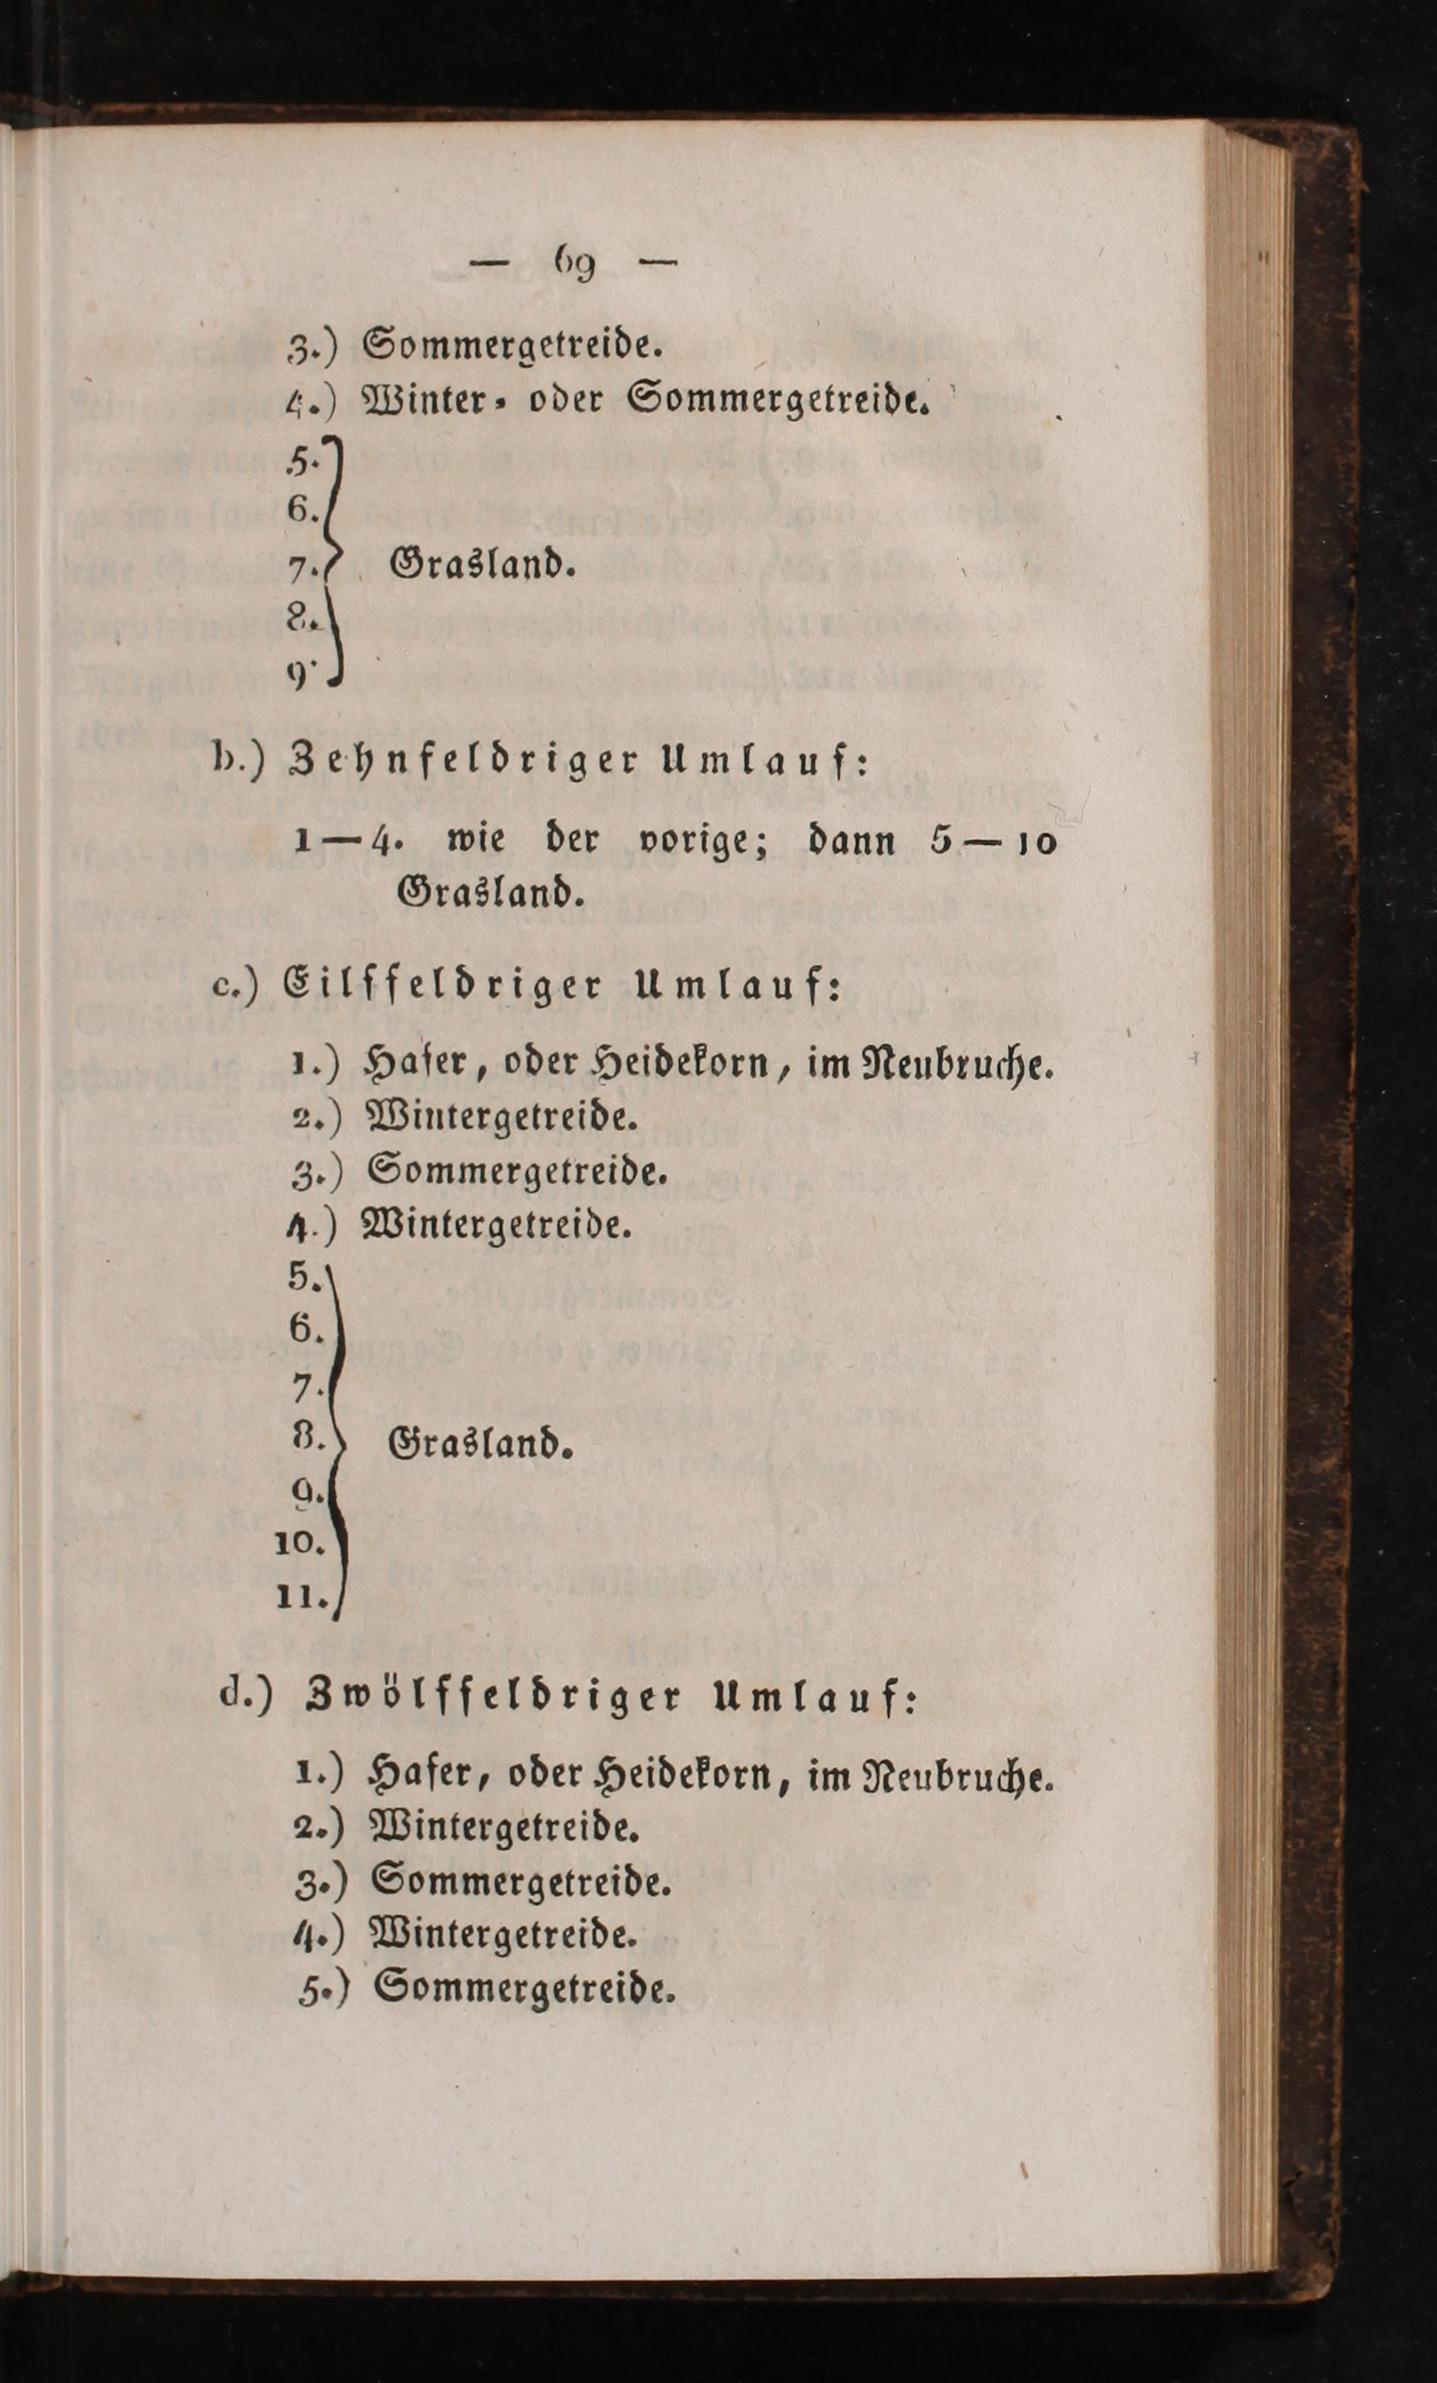 — 69 —
3.) Sommergetreide.
4.) Winter- oder Sommergetreide.
5.
6.
7. Grasland.
8.
9.
b.) Zehnfeldriger Umlauf:
1 — 4. wie der vorige; dann 5 — 10
Grasland.
c.) Eilffeldriger Umlauf:
1.) Hafer, oder Heidekorn, im Neubruche.
2.) Wintergetreide.
3.) Sommergetreide.
4.) Wintergetreide.
5.
6.
7.
8. Grasland.
9.
10.
11.
d.) Zwölffeldriger Umlauf:
1.) Hafer, oder Heidekorn, im Neubruche.
2.) Wintergetreide.
3.) Sommergetreide.
4.) Wintergetreide.
5.) Sommergetreide.